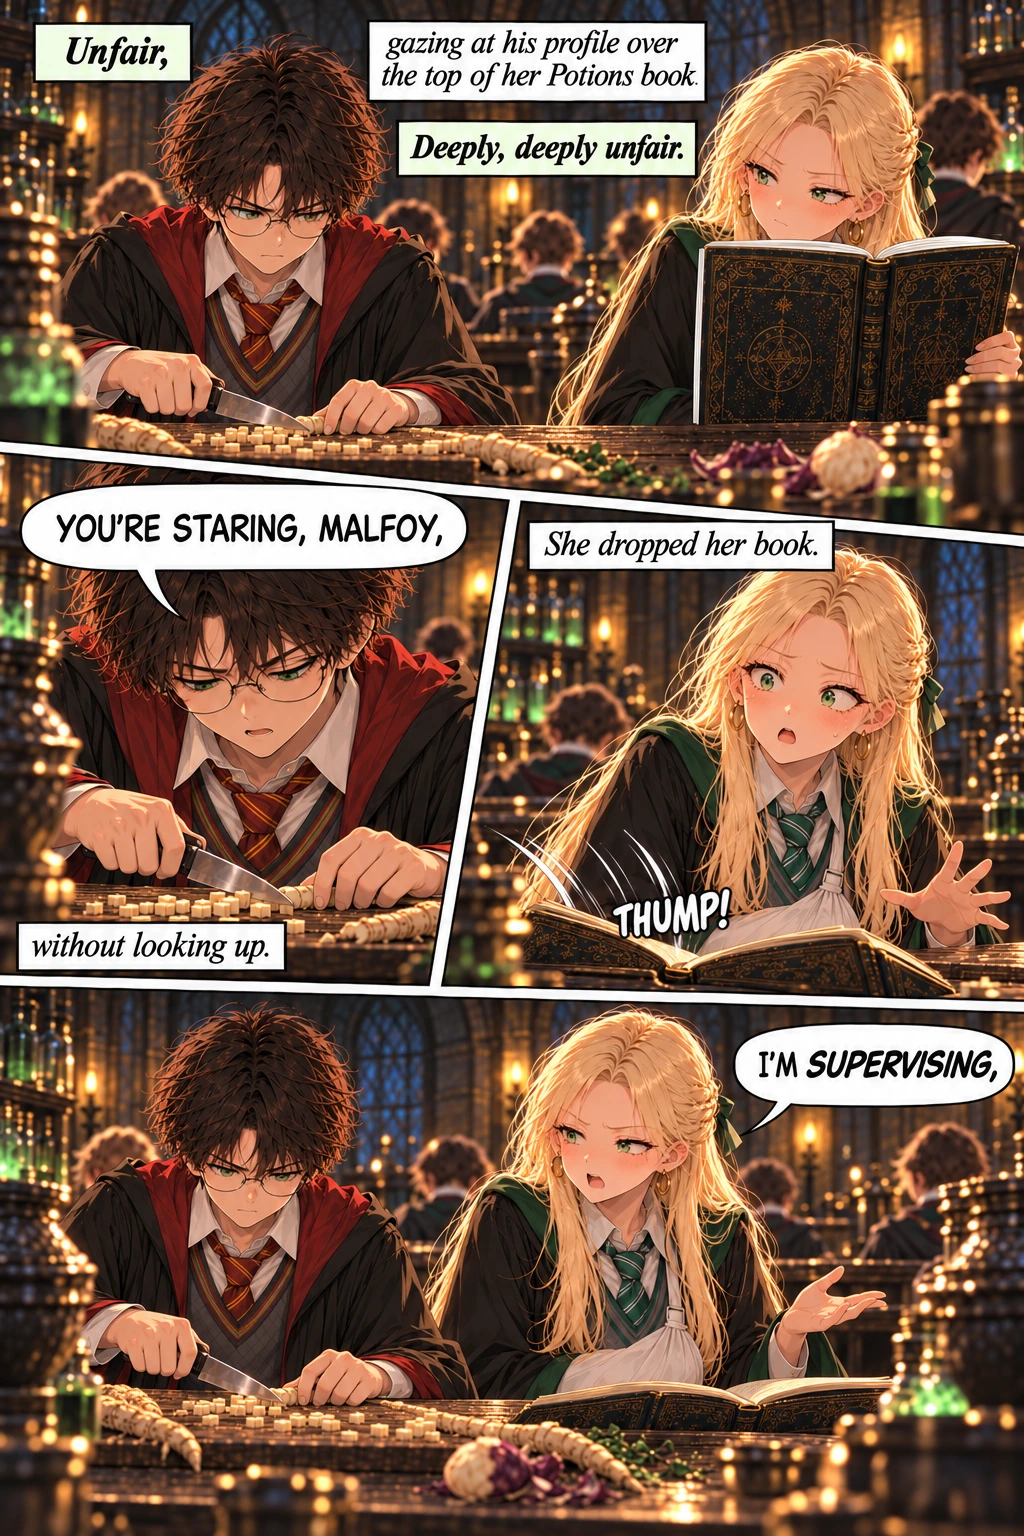 Unfair,
gazing at his profile over
the top of her Potions book.
Deeply, deeply unfair.
YOU'RE STARING, MALFOY,
without looking up.
She dropped her book.
THUMP!
I'M SUPERVISING,